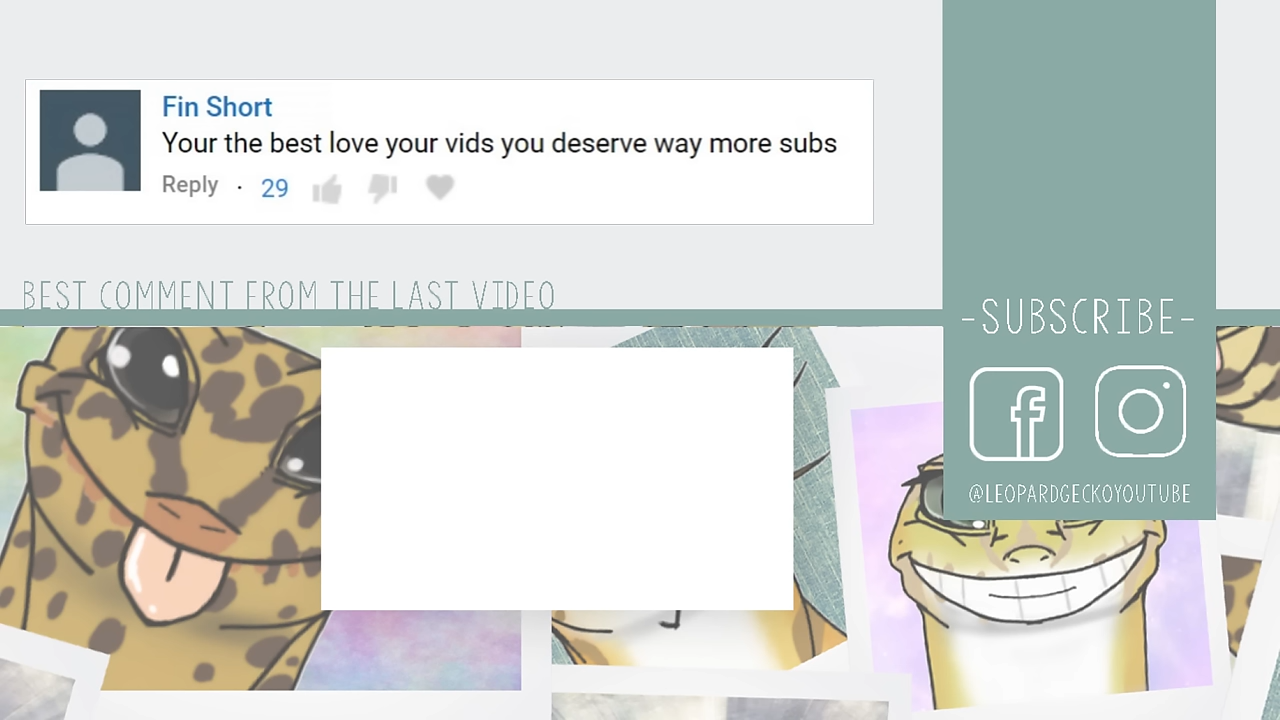 Fin Short
Your the best love your vids you deserve way more subs
Reply · 29
BEST COMMENT FROM THE LAST VIDEO
-SUBSCRIBE-
@LEOPARDGECKOYOUTUBE